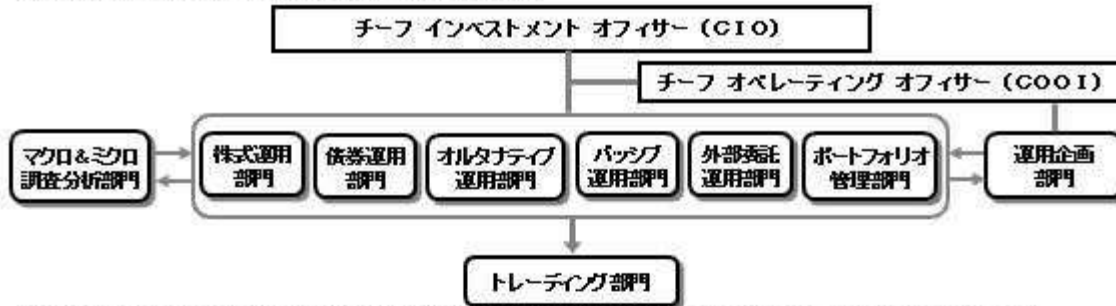 チーフ インベストメント オフィサー (CIO)
チーフ オペレーティング オフィサー (COOI)
マクロ&ミクロ
調査分析部門
株式運用
部門
債券運用
部門
オルタナティブ
運用部門
パッシブ
運用部門
外部委託
運用部門
ポートフォリオ
管理部門
運用企画
部門
トレーディング部門